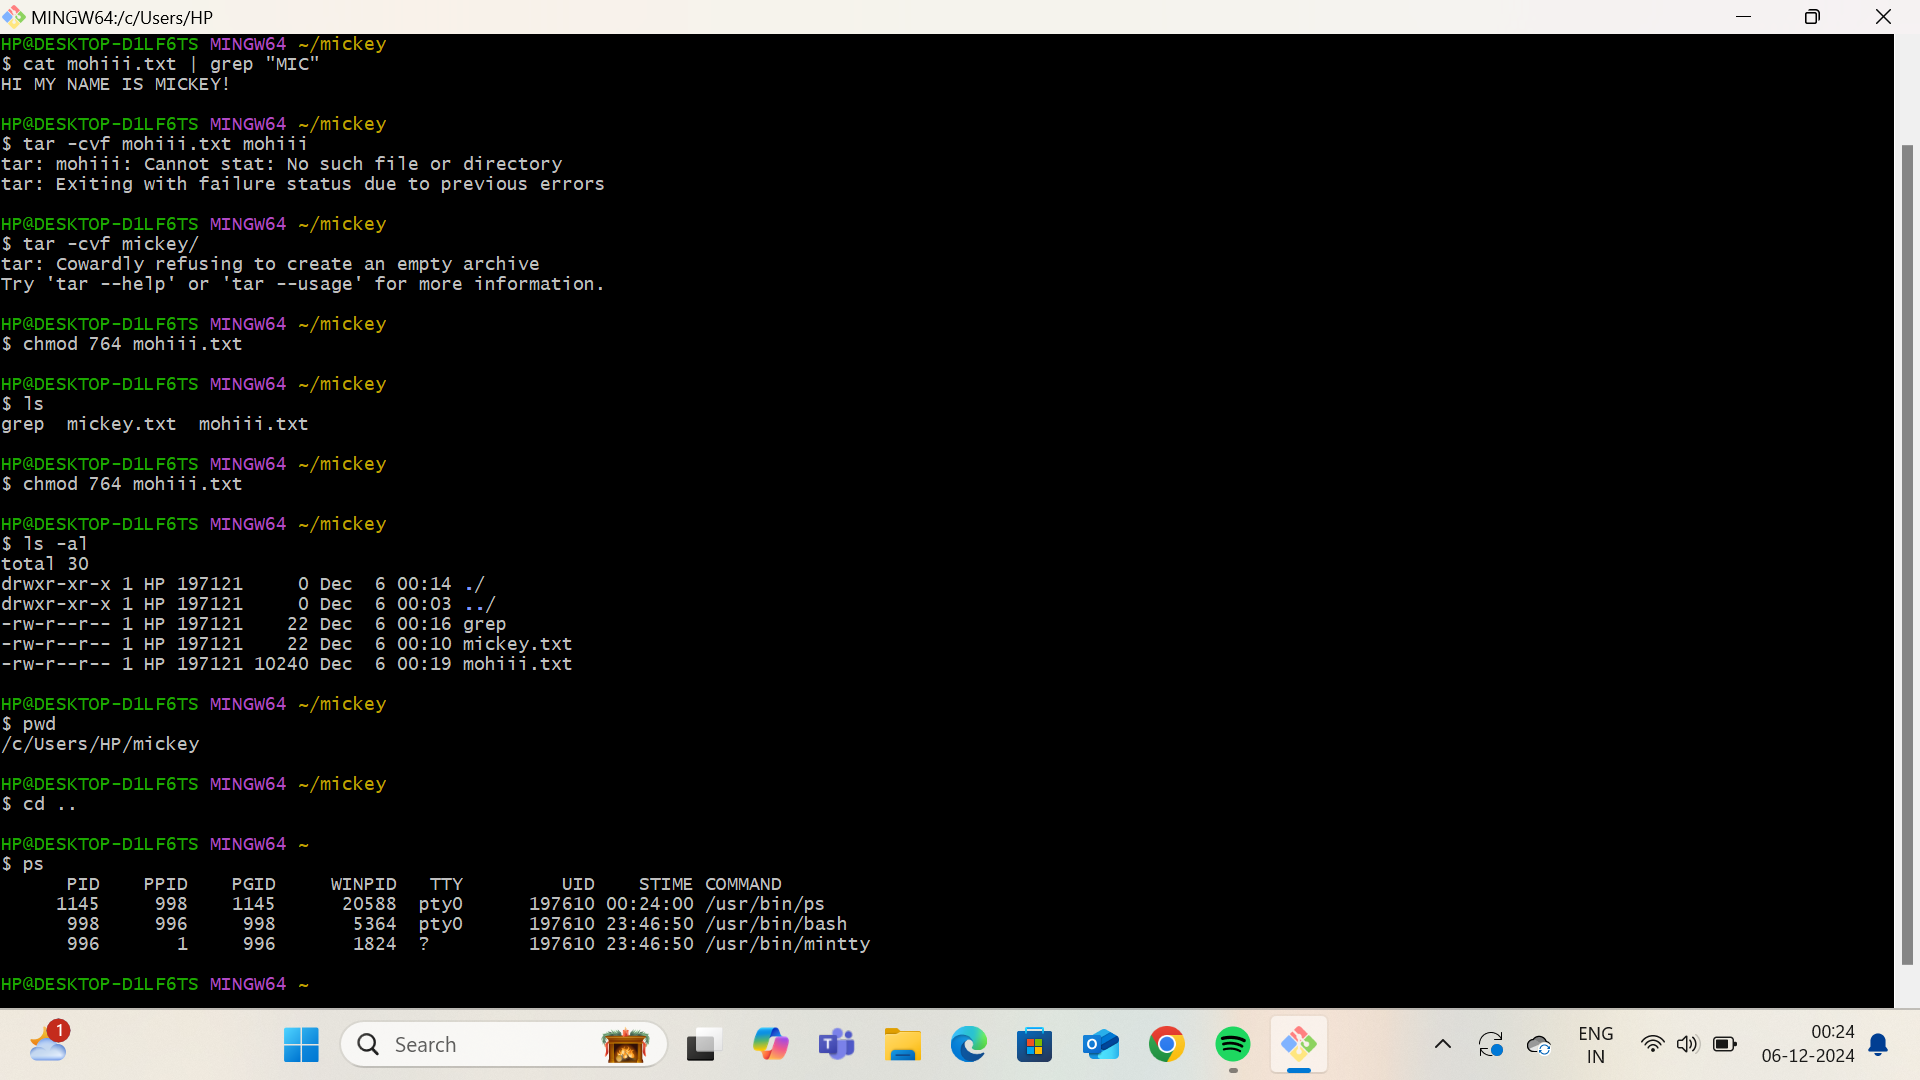 MINGW64:/c/Users/HP
HP@DESKTOP-D1LF6TS MINGW64 ~/mickey
$ cat mohiii.txt | grep "MIC"
HI MY NAME IS MICKEY!
HP@DESKTOP-D1LF6TS MINGW64 ~/mickey
$ tar -cvf mohiii.txt mohiii
tar: mohiii: Cannot stat: No such file or directory
tar: Exiting with failure status due to previous errors
HP@DESKTOP-D1LF6TS MINGW64 ~/mickey
$ tar -cvf mickey/
tar: Cowardly refusing to create an empty archive
Try 'tar --help' or 'tar --usage' for more information.
HP@DESKTOP-D1LF6TS MINGW64 ~/mickey
$ chmod 764 mohiii.txt
HP@DESKTOP-D1LF6TS MINGW64 ~/mickey
$ ls
grep  mickey.txt  mohiii.txt
HP@DESKTOP-D1LF6TS MINGW64 ~/mickey
$ chmod 764 mohiii.txt
HP@DESKTOP-D1LF6TS MINGW64 ~/mickey
$ ls -al
total 30
drwxr-xr-x 1 HP 197121     0 Dec  6 00:14 ./
drwxr-xr-x 1 HP 197121     0 Dec  6 00:03 ../
-rw-r--r-- 1 HP 197121    22 Dec  6 00:16 grep
-rw-r--r-- 1 HP 197121    22 Dec  6 00:10 mickey.txt
-rw-r--r-- 1 HP 197121 10240 Dec  6 00:19 mohiii.txt
HP@DESKTOP-D1LF6TS MINGW64 ~/mickey
$ pwd
/c/Users/HP/mickey
HP@DESKTOP-D1LF6TS MINGW64 ~/mickey
$ cd ..
HP@DESKTOP-D1LF6TS MINGW64 ~
$ ps
      PID    PPID    PGID     WINPID   TTY         UID    STIME COMMAND
     1145     998    1145      20588  pty0      197610 00:24:00 /usr/bin/ps
      998     996     998       5364  pty0      197610 23:46:50 /usr/bin/bash
      996       1     996       1824  ?         197610 23:46:50 /usr/bin/mintty
HP@DESKTOP-D1LF6TS MINGW64 ~
1
Search
ENG
IN
00:24
06-12-2024